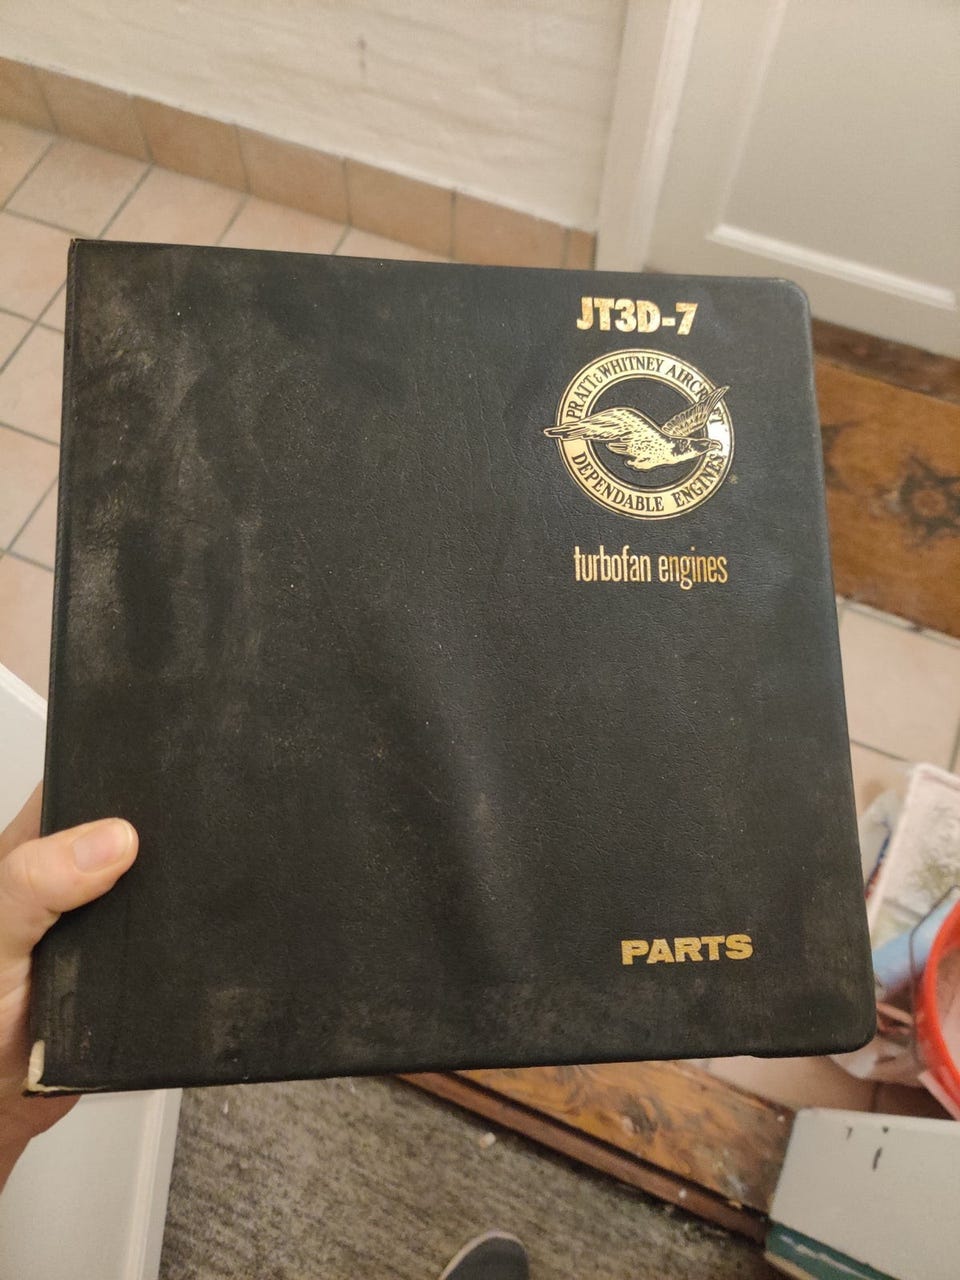 JT3D-7
PRATT & WHITNEY AIRCRAFT
DEPENDABLE ENGINES
®
turbofan engines
PARTS